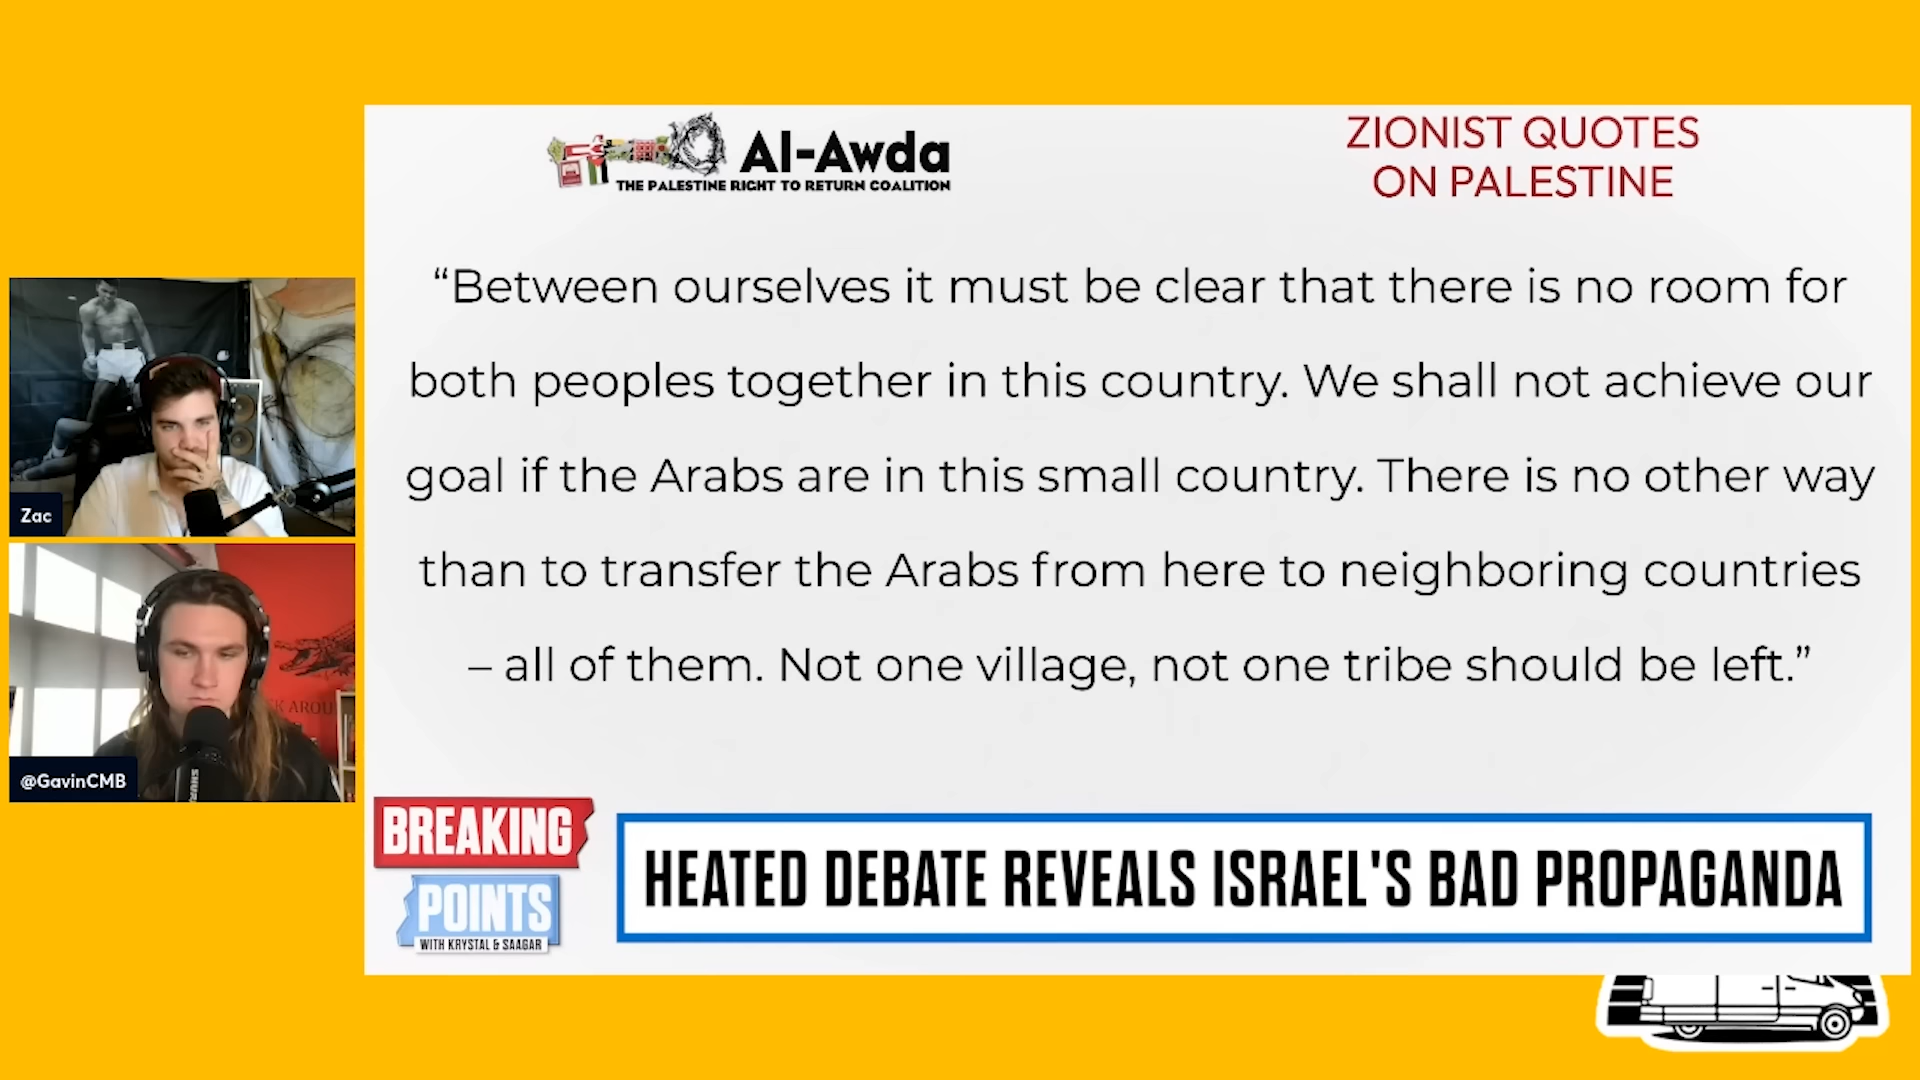 Al-Awda
THE PALESTINE RIGHT TO RETURN COALITION
ZIONIST QUOTES
ON PALESTINE
“Between ourselves it must be clear that there is no room for
both peoples together in this country. We shall not achieve our
goal if the Arabs are in this small country. There is no other way
than to transfer the Arabs from here to neighboring countries
– all of them. Not one village, not one tribe should be left.”
Zac
@GavinCMB
SHURE
BREAKING
POINTS
WITH KRYSTAL & SAAGAR
HEATED DEBATE REVEALS ISRAEL'S BAD PROPAGANDA